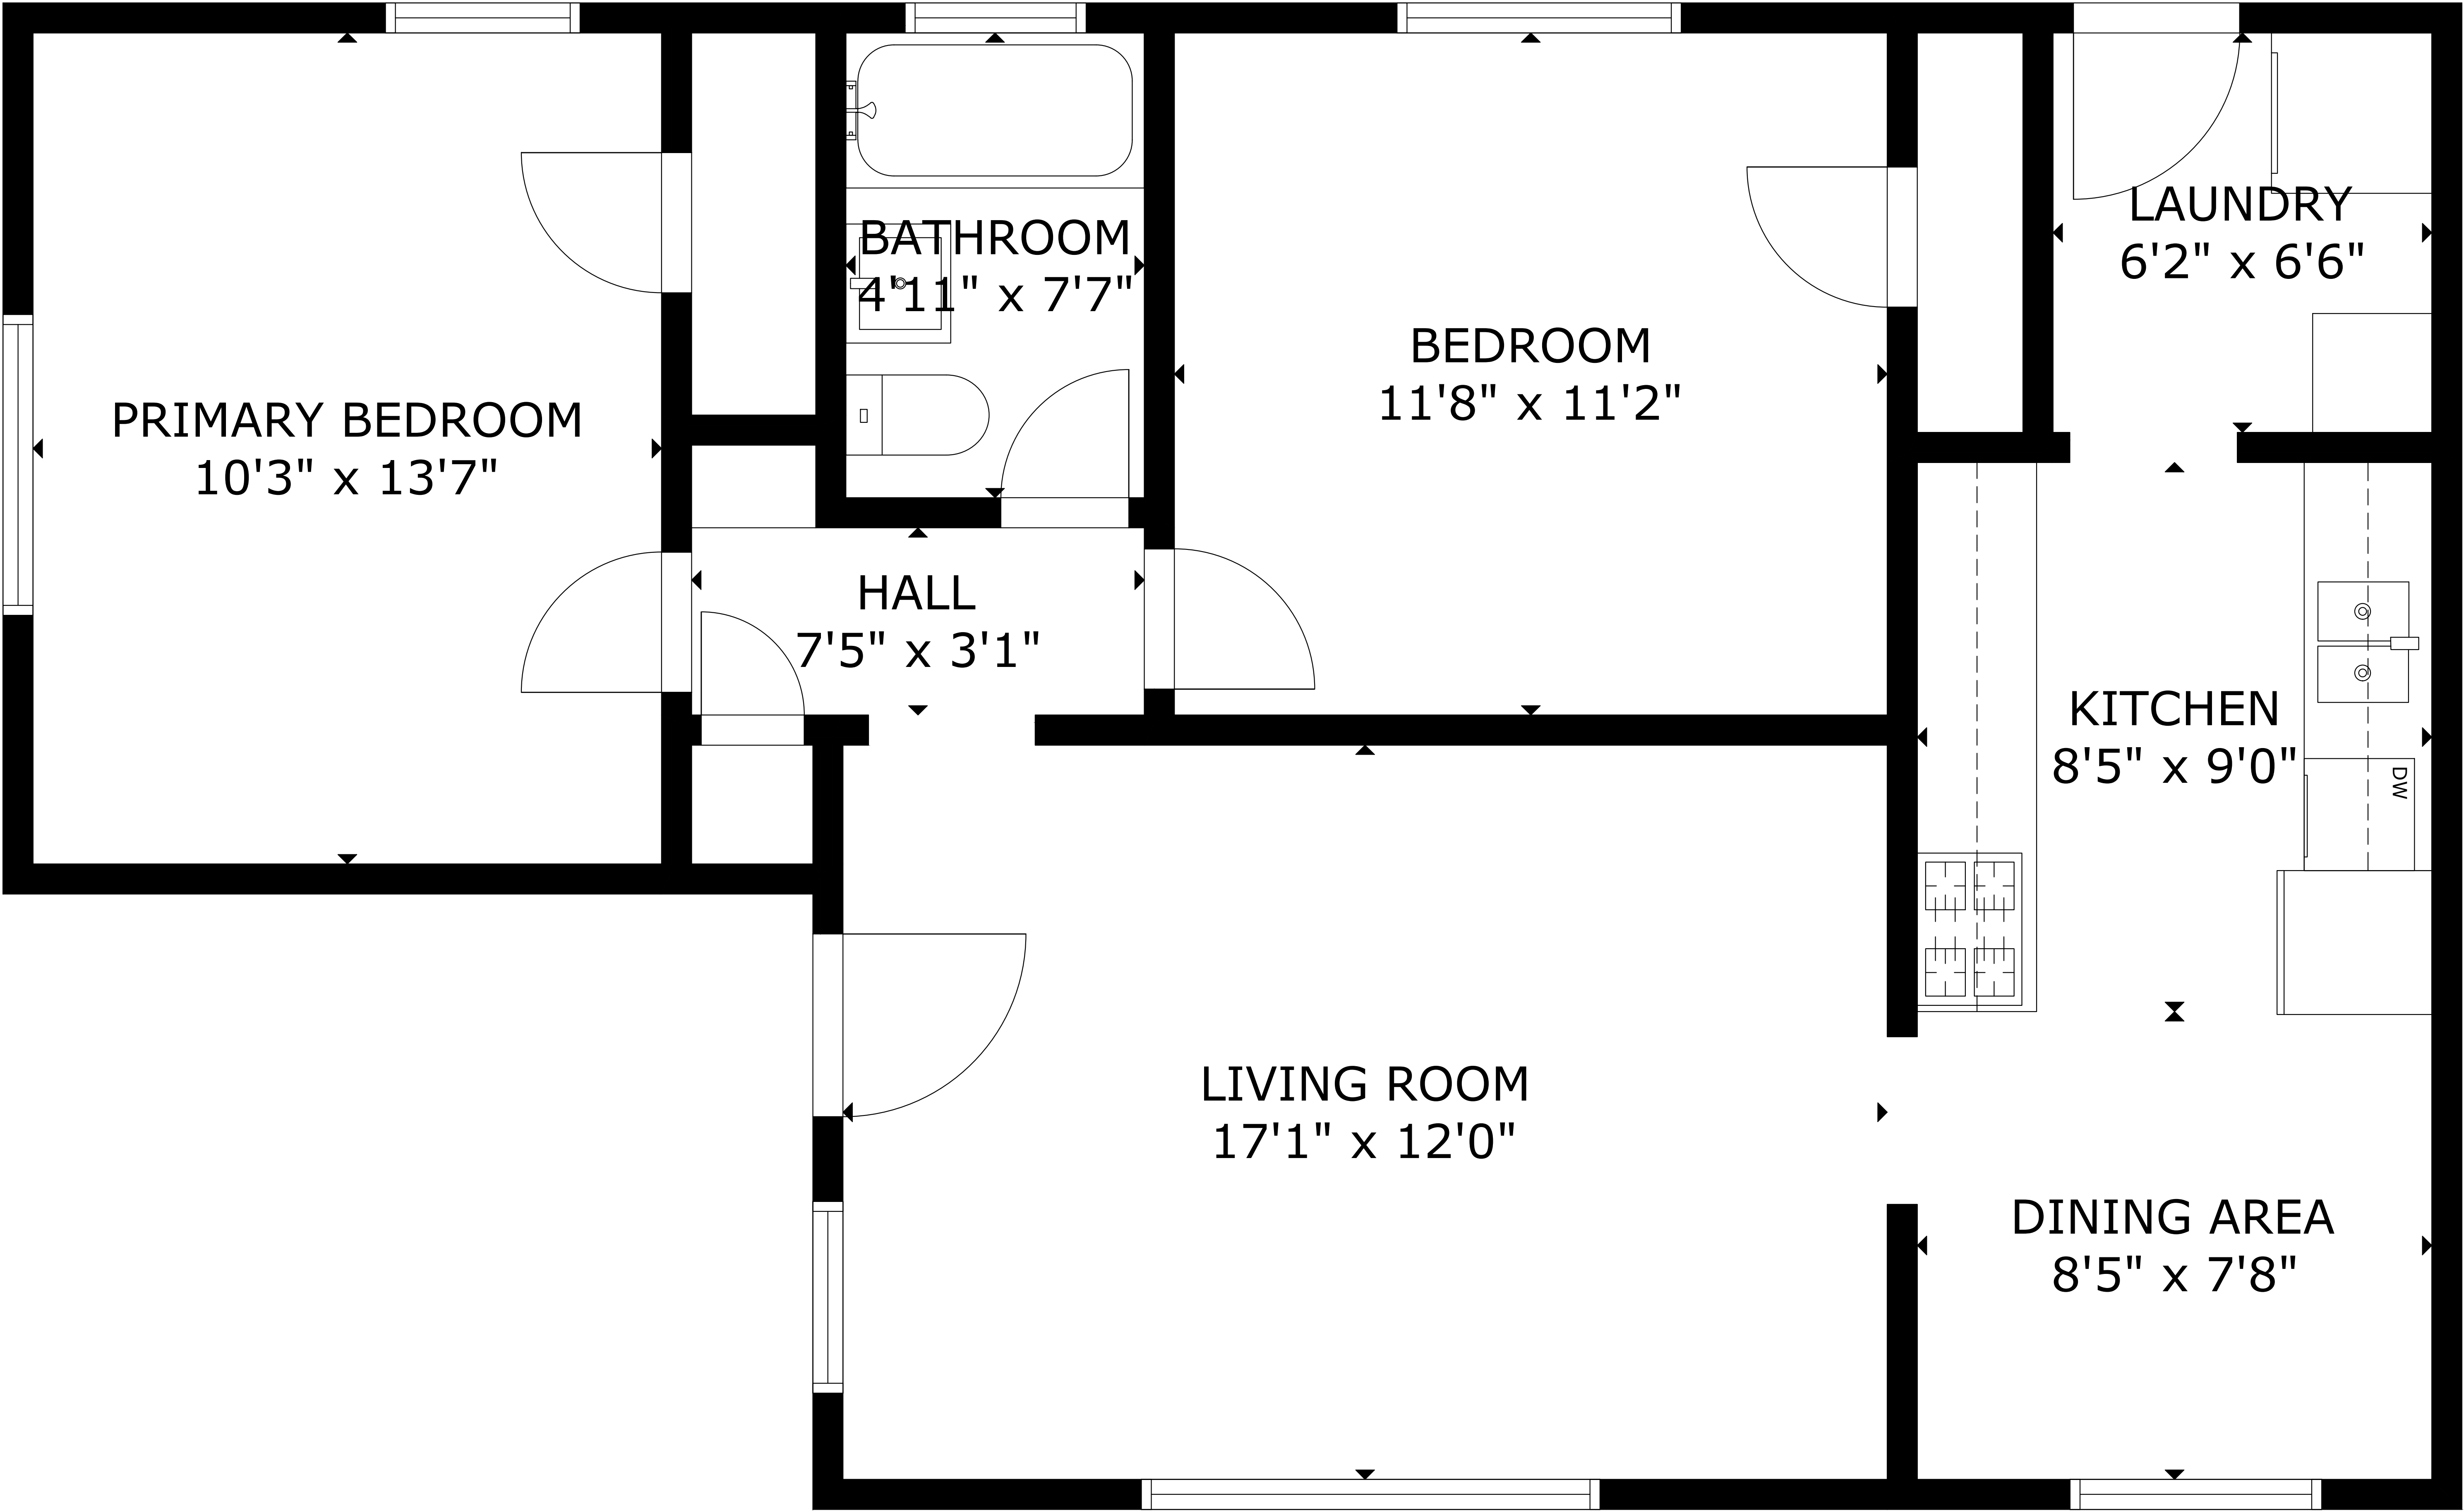 LAUNDRY
6'2" x 6'6"
BATHROOM
4'11" x 7'7"
BEDROOM
11'8" x 11'2"
PRIMARY BEDROOM
10'3" x 13'7"
HALL
7'5" x 3'1"
KITCHEN
8'5" x 9'0"
DW
LIVING ROOM
17'1" x 12'0"
DINING AREA
8'5" x 7'8"